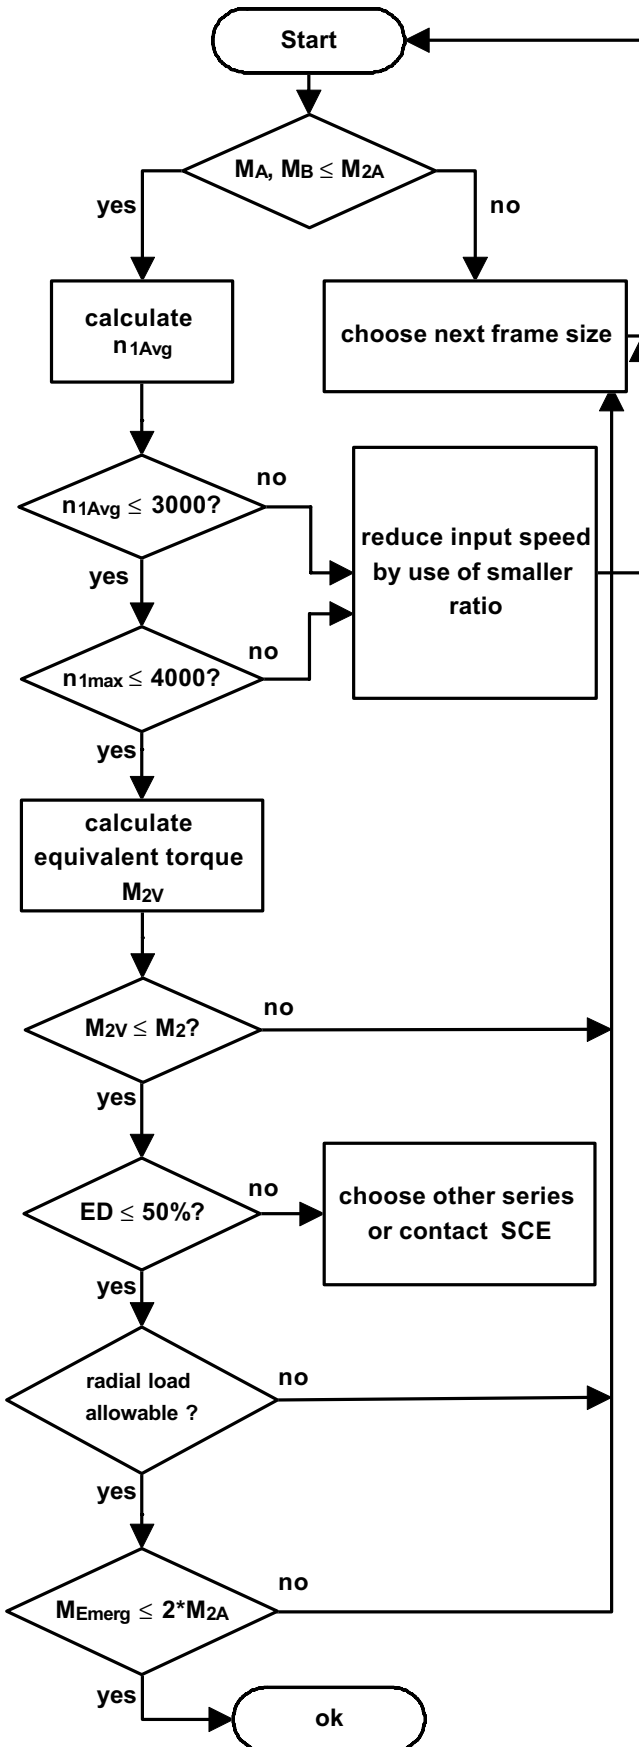 Start
MA, MB ≤ M2A
yes
no
calculate
n1Avg
choose next frame size
no
n1Avg ≤ 3000?
reduce input speed
by use of smaller
ratio
yes
no
n1max ≤ 4000?
yes
calculate
equivalent torque
M2V
no
M2V ≤ M2?
yes
no
ED ≤ 50%?
choose other series
or contact SCE
yes
no
radial load
allowable ?
yes
no
MEmerg ≤ 2*M2A
yes
ok